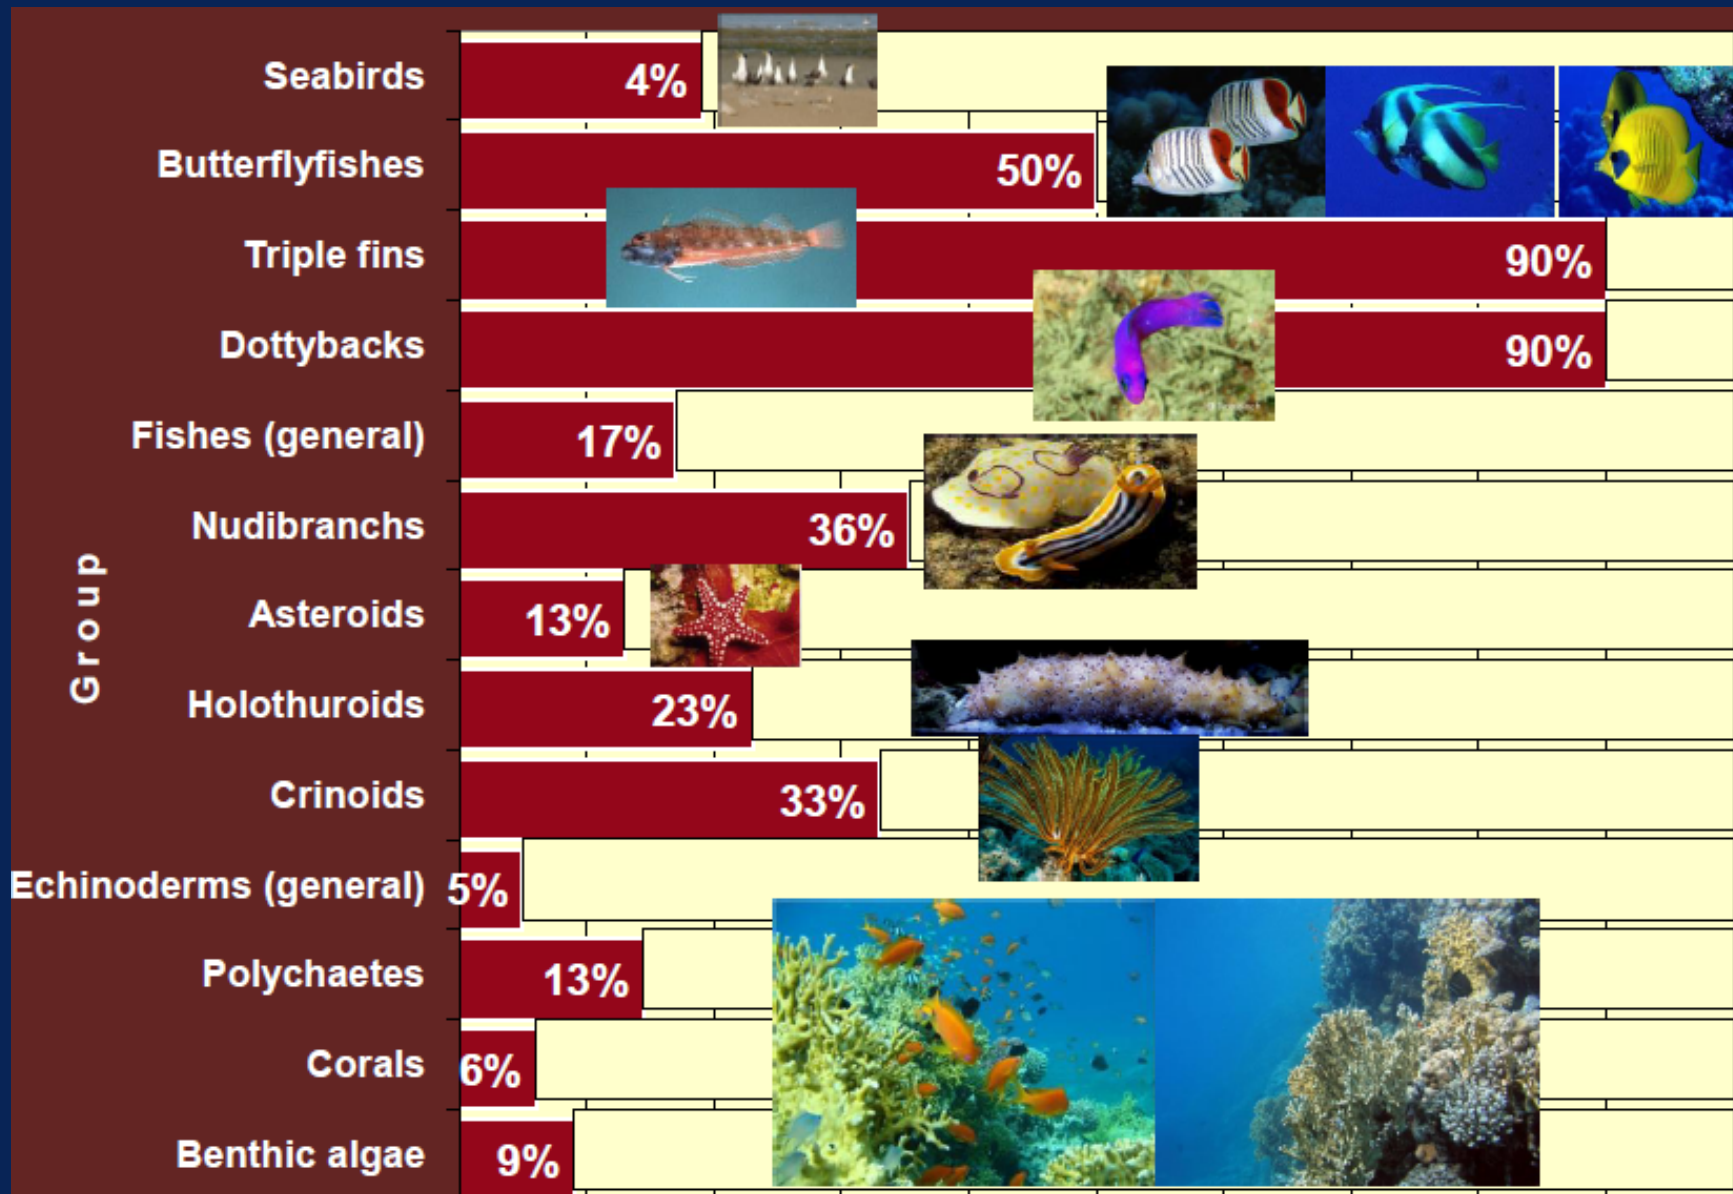 Seabirds 4%
Butterflyfishes 50%
Triple fins 90%
Dottybacks 90%
Fishes (general) 17%
Nudibranchs 36%
Asteroids 13%
Holothuroids 23%
Crinoids 33%
Echinoderms (general) 5%
Polychaetes 13%
Corals 6%
Benthic algae 9%
Group